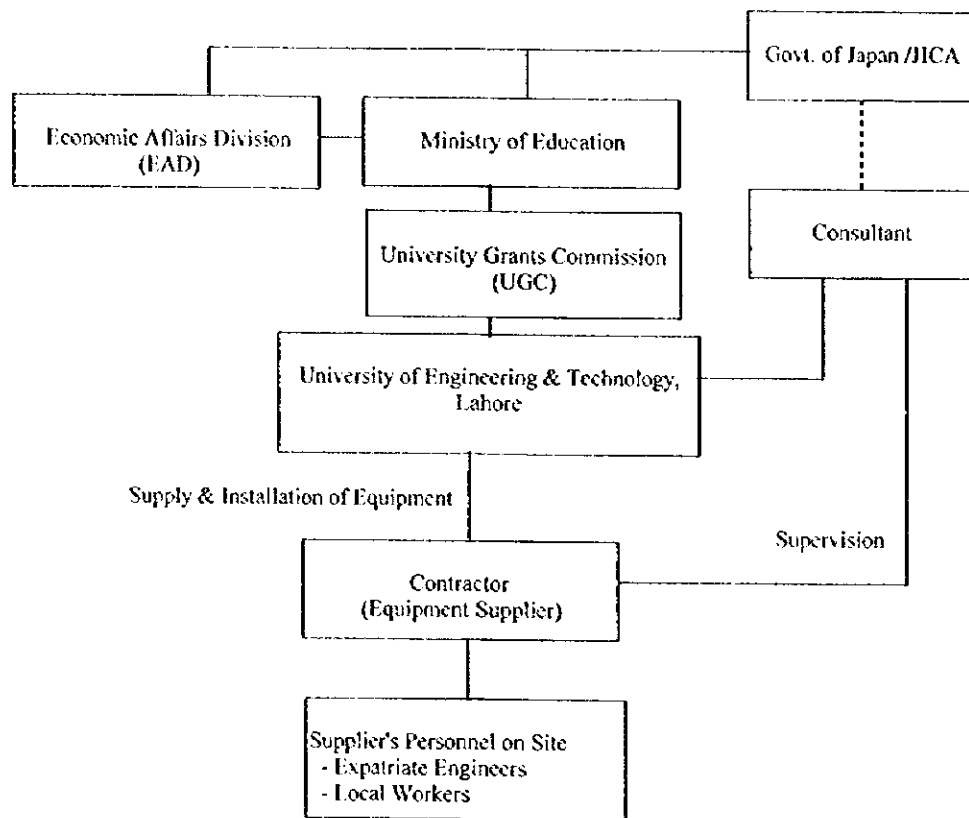 Govt. of Japan /JICA
Economic Affairs Division
(EAD)
Ministry of Education
University Grants Commission
(UGC)
Consultant
University of Engineering & Technology,
Lahore
Supply & Installation of Equipment
Supervision
Contractor
(Equipment Supplier)
Supplier's Personnel on Site
- Expatriate Engineers
- Local Workers